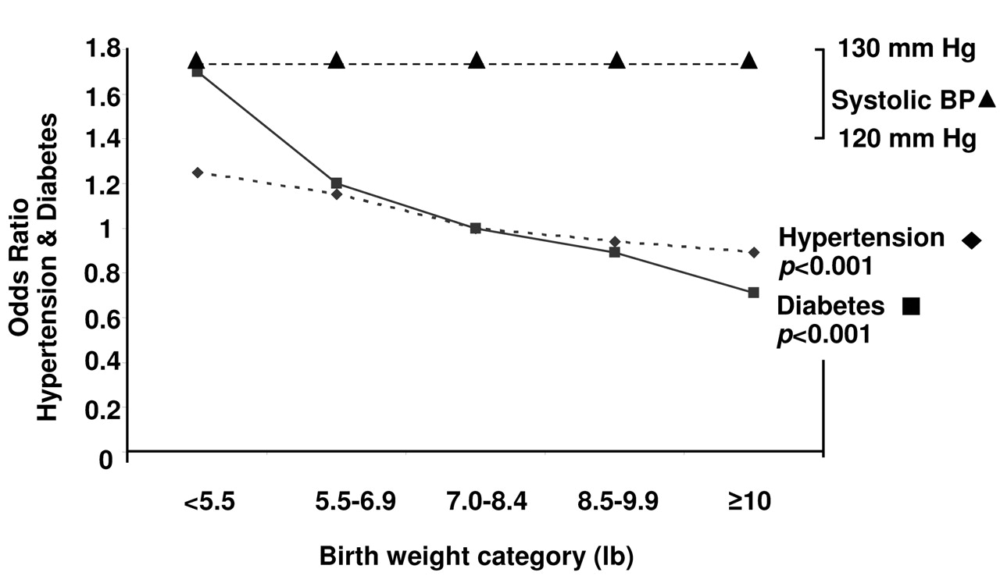 Odds Ratio
Hypertension & Diabetes
1.8
1.6
1.4
1.2
1
0.8
0.6
0.4
0.2
0
130 mm Hg
Systolic BP
120 mm Hg
Hypertension
p<0.001
Diabetes
p<0.001
<5.5 5.5-6.9 7.0-8.4 8.5-9.9 ≥10
Birth weight category (lb)